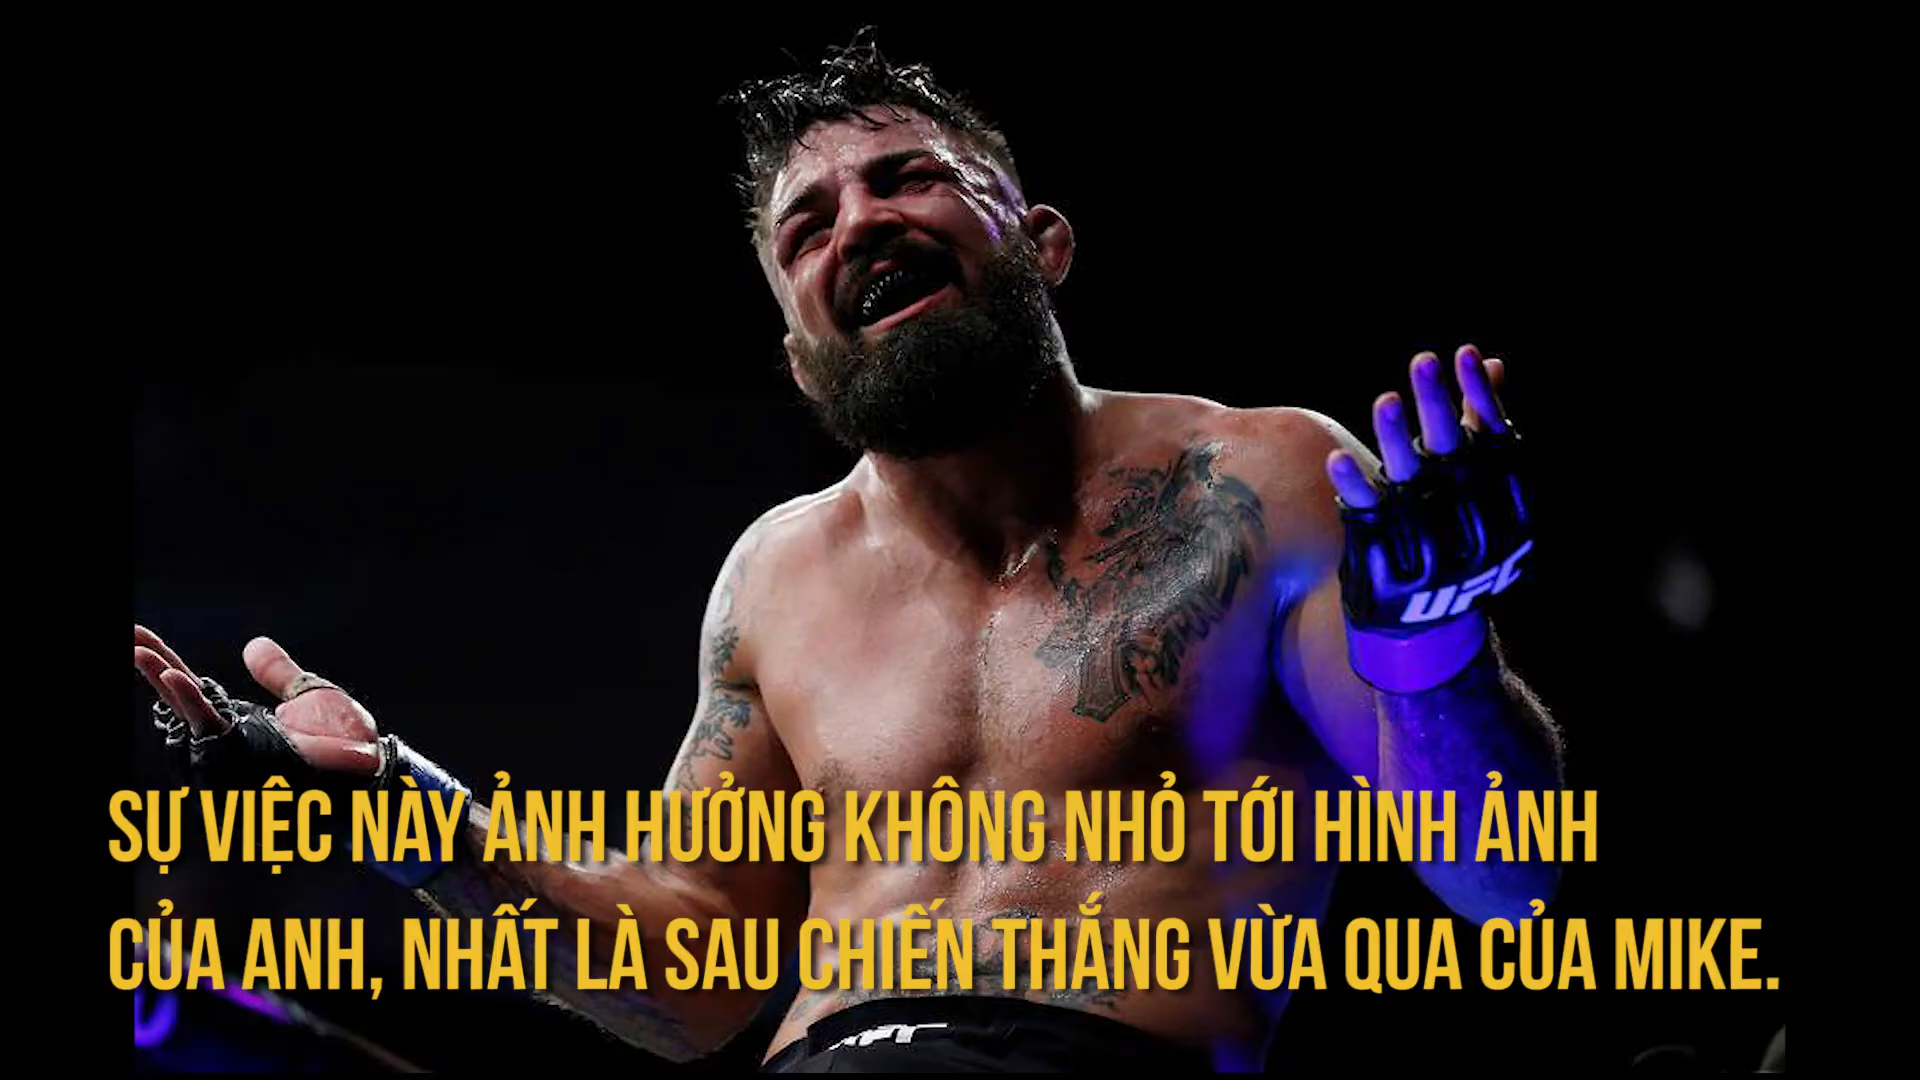 UFC
SỰ VIỆC NÀY ẢNH HƯỞNG KHÔNG NHỎ TỚI HÌNH ẢNH
CỦA ANH, NHẤT LÀ SAU CHIẾN THẮNG VỪA QUA CỦA MIKE.